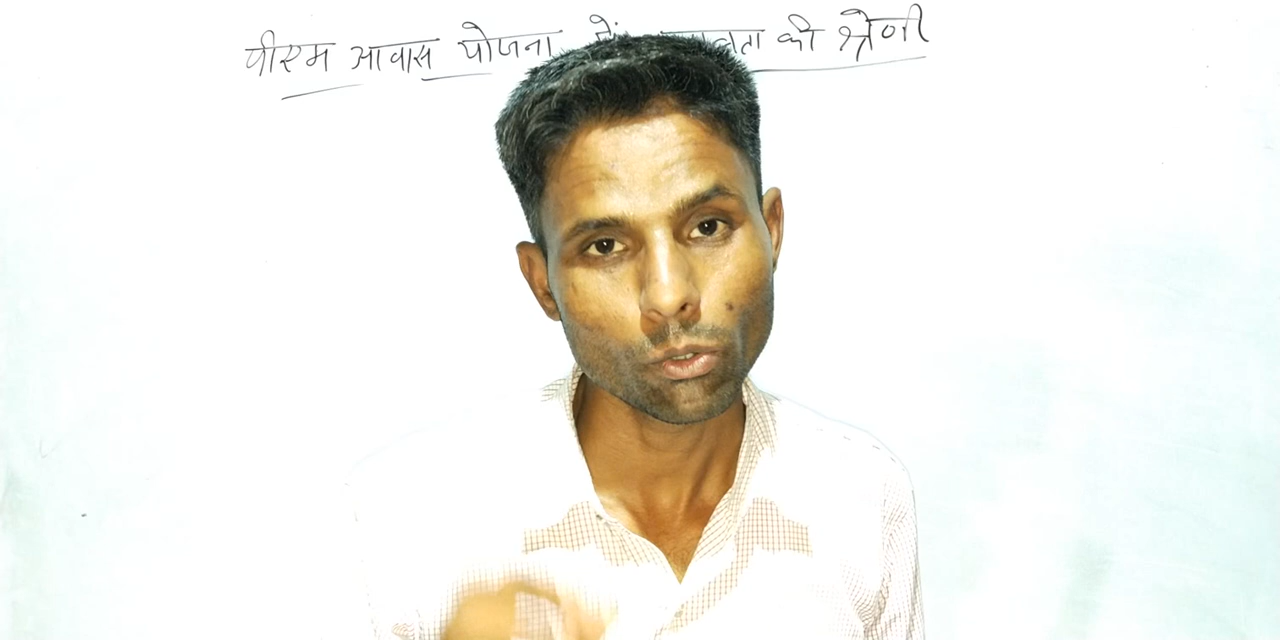 पीएम आवास योजना में की श्रेणी